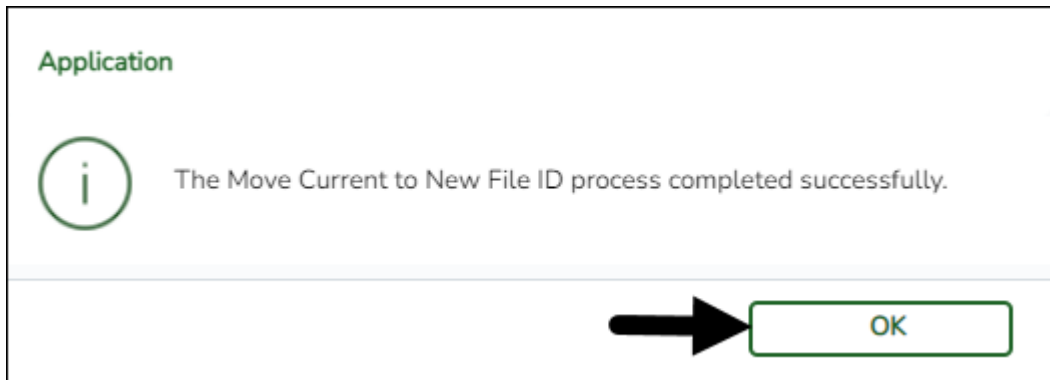 Application
i
The Move Current to New File ID process completed successfully.
OK